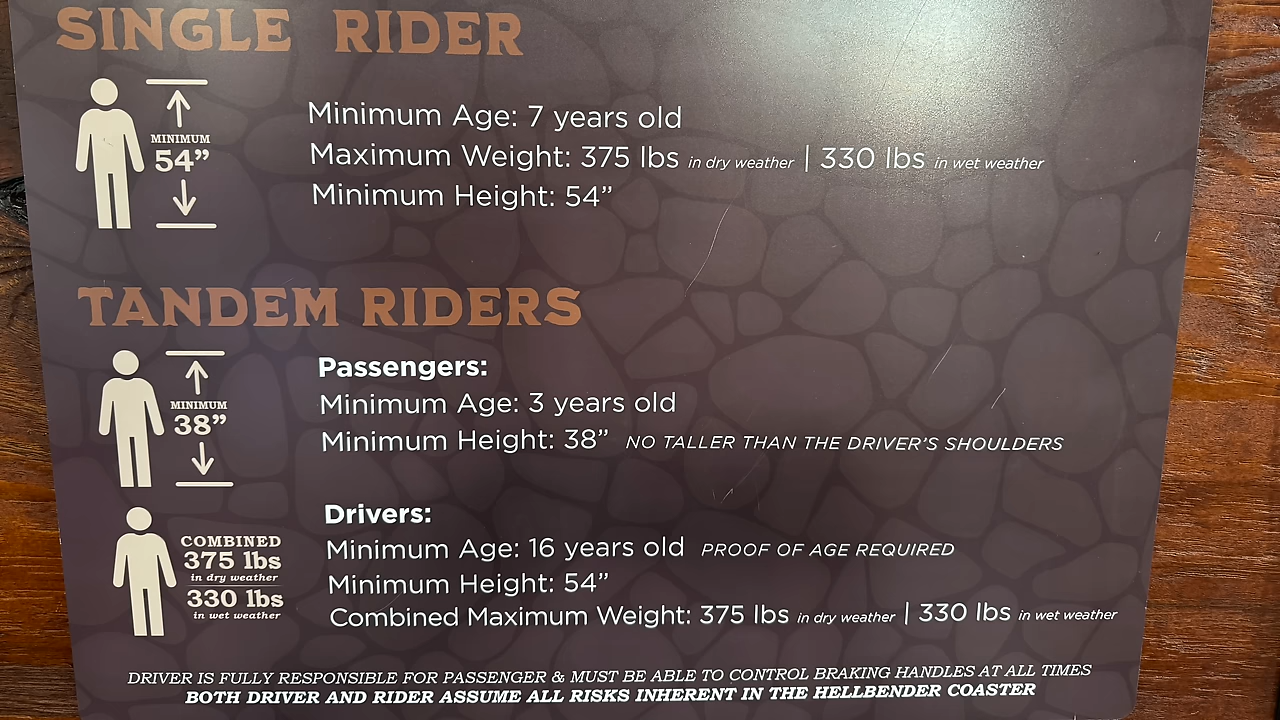 SINGLE RIDER
MINIMUM
54”
Minimum Age: 7 years old
Maximum Weight: 375 lbs in dry weather | 330 lbs in wet weather
Minimum Height: 54”
TANDEM RIDERS
MINIMUM
38”
Passengers:
Minimum Age: 3 years old
Minimum Height: 38” NO TALLER THAN THE DRIVER’S SHOULDERS
COMBINED
375 lbs
in dry weather
330 lbs
in wet weather
Drivers:
Minimum Age: 16 years old PROOF OF AGE REQUIRED
Minimum Height: 54”
Combined Maximum Weight: 375 lbs in dry weather | 330 lbs in wet weather
DRIVER IS FULLY RESPONSIBLE FOR PASSENGER & MUST BE ABLE TO CONTROL BRAKING HANDLES AT ALL TIMES
BOTH DRIVER AND RIDER ASSUME ALL RISKS INHERENT IN THE HELLBENDER COASTER